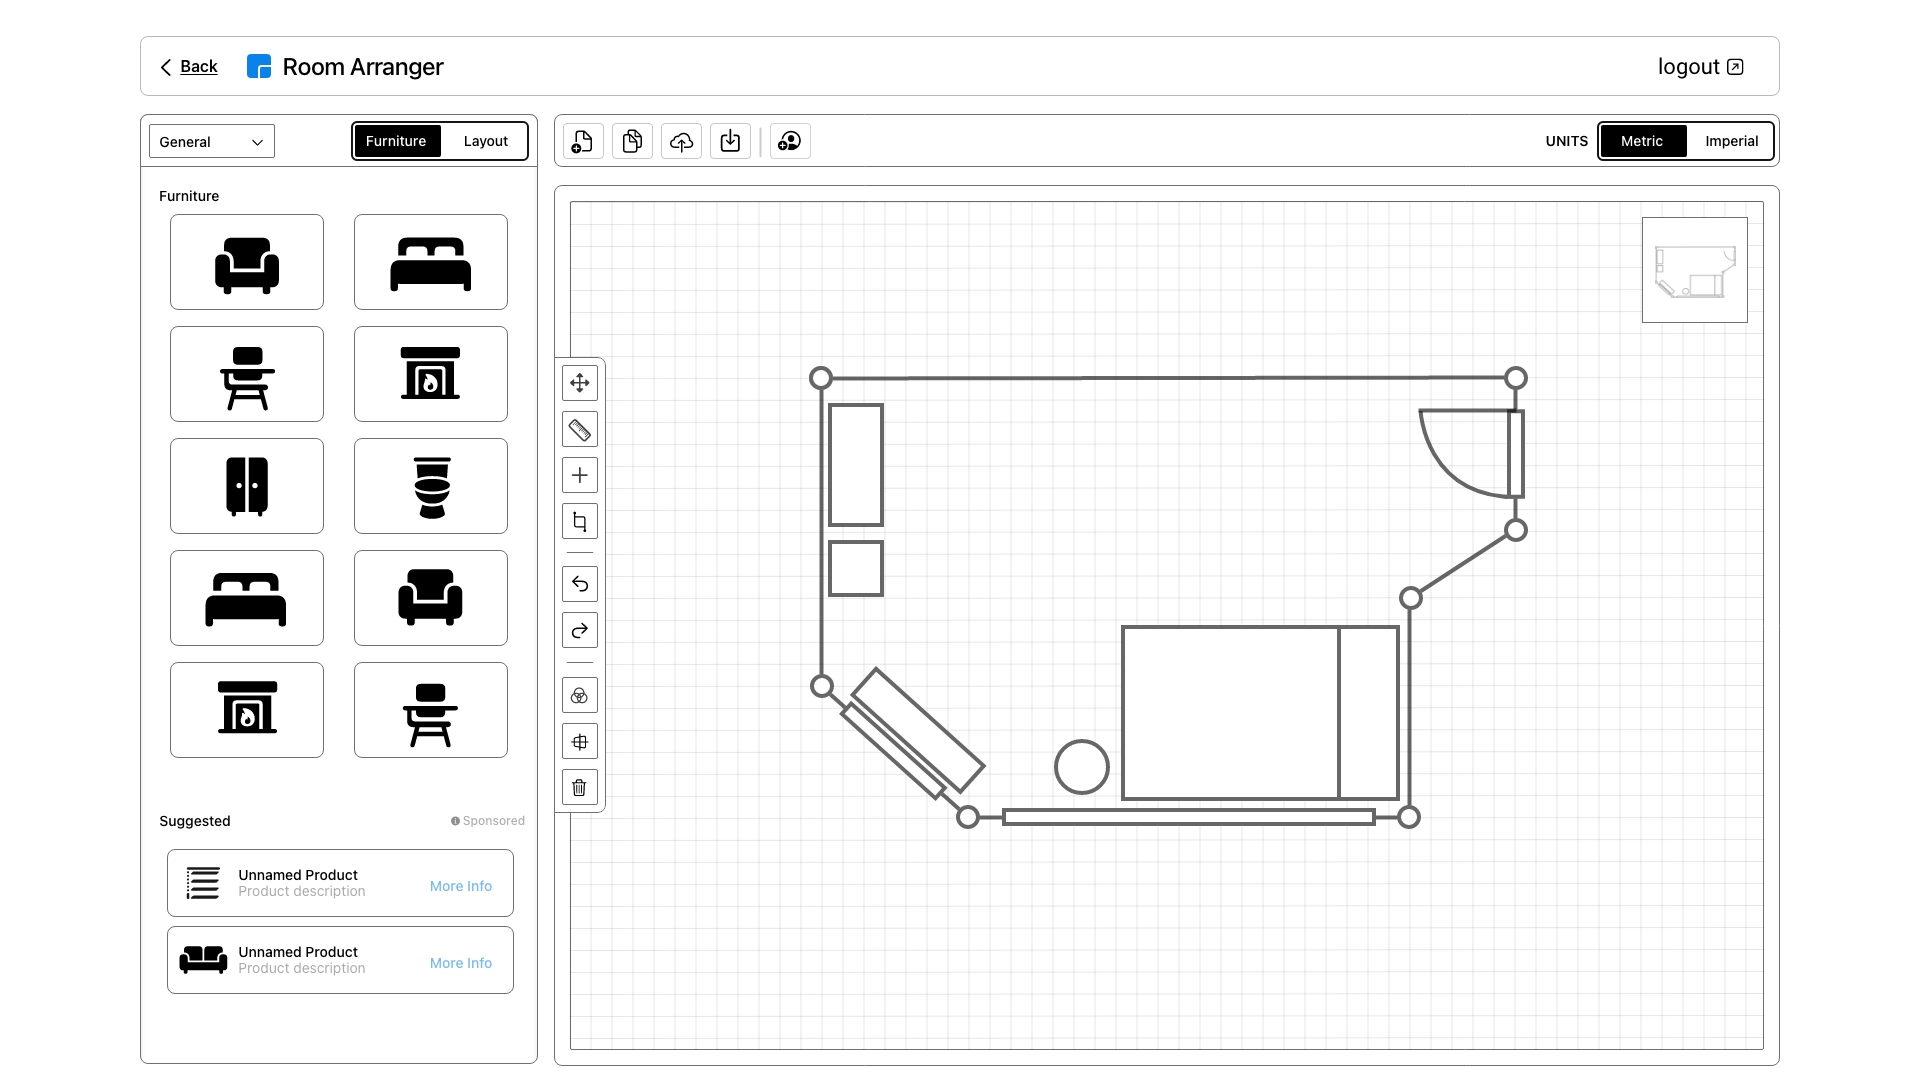 Back
Room Arranger
logout
General
Furniture
Layout
UNITS
Metric
Imperial
Furniture
Suggested
Sponsored
Unnamed Product
Product description
More Info
Unnamed Product
Product description
More Info